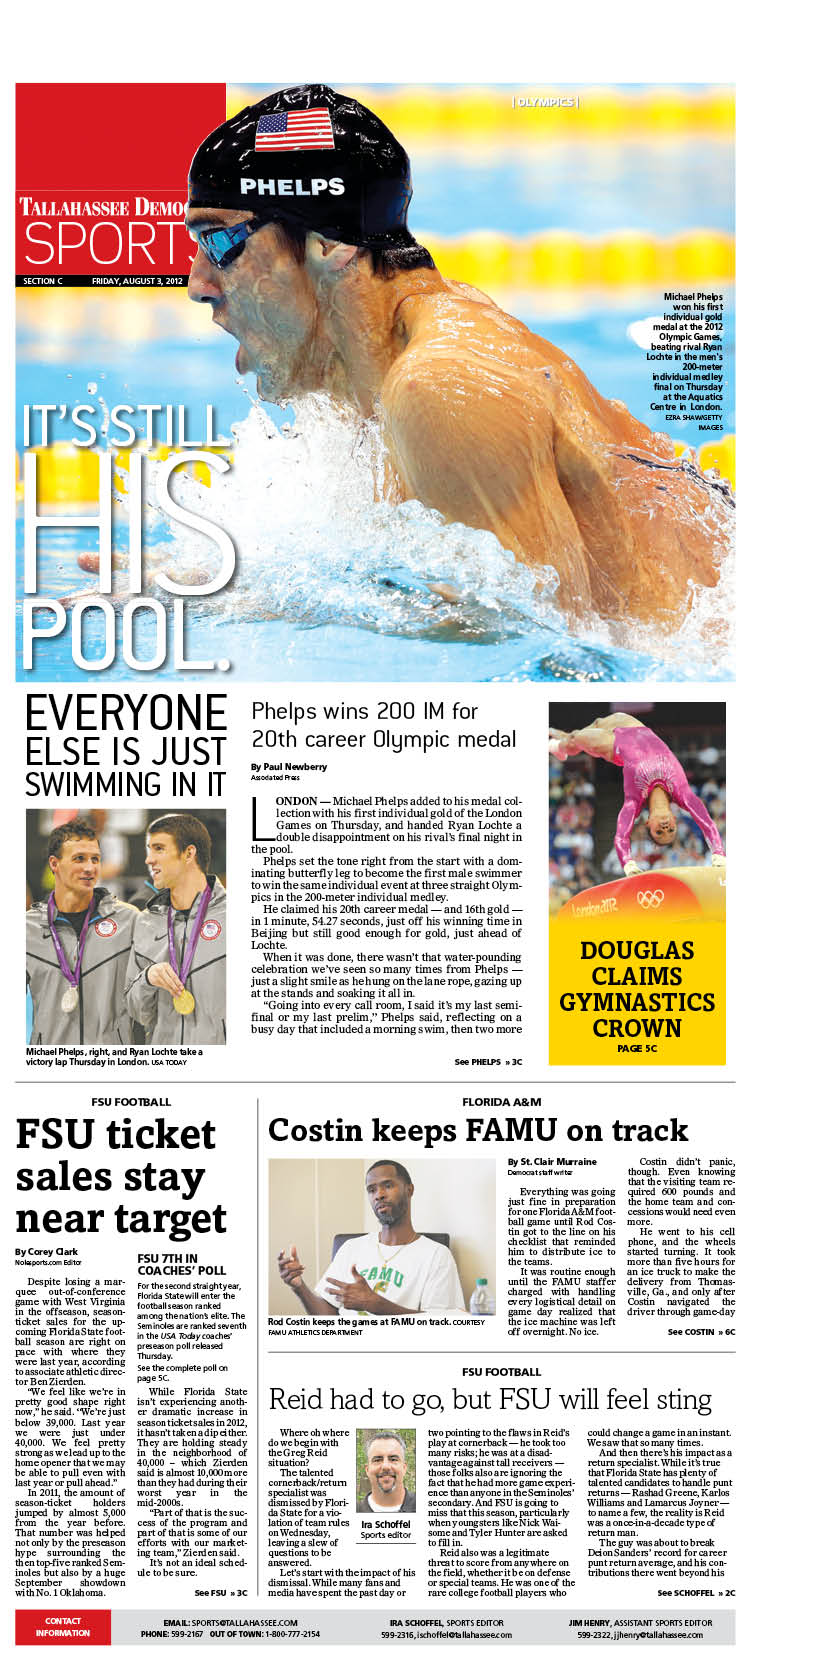 | OLYMPICS |
PHELPS
TALLAHASSEE DEMOC
SPORTS
SECTION C FRIDAY, AUGUST 3, 2012
Michael Phelps
won his first
individual gold
medal at the 2012
Olympic Games,
beating rival Ryan
Lochte in the men's
200-meter
individual medley
final on Thursday
at the Aquatics
Centre in London.
EZRA SHAW/GETTY
IMAGES
IT'S STILL
HIS
POOL.
EVERYONE
ELSE IS JUST
SWIMMING IN IT
Michael Phelps, right, and Ryan Lochte take a
victory lap Thursday in London. USA TODAY
Phelps wins 200 IM for
20th career Olympic medal
By Paul Newberry
Associated Press
LONDON — Michael Phelps added to his medal col-
lection with his first individual gold of the London
Games on Thursday, and handed Ryan Lochte a
double disappointment on his rival's final night in
the pool.
Phelps set the tone right from the start with a dom-
inating butterfly leg to become the first male swimmer
to win the same individual event at three straight Olym-
pics in the 200-meter individual medley.
He claimed his 20th career medal — and 16th gold —
in 1 minute, 54.27 seconds, just off his winning time in
Beijing but still good enough for gold, just ahead of
Lochte.
When it was done, there wasn't that water-pounding
celebration we've seen so many times from Phelps —
just a slight smile as he hung on the lane rope, gazing up
at the stands and soaking it all in.
"Going into every call room, I said it's my last semi-
final or my last prelim," Phelps said, reflecting on a
busy day that included a morning swim, then two more
See PHELPS » 3C
London2012
DOUGLAS
CLAIMS
GYMNASTICS
CROWN
PAGE 5C
FSU FOOTBALL
FSU ticket
sales stay
near target
By Corey Clark
Nolesports.com Editor
Despite losing a mar-
quee out-of-conference
game with West Virginia
in the offseason, season-
ticket sales for the up-
coming Florida State foot-
ball season are right on
pace with where they
were last year, according
to associate athletic direc-
tor Ben Zierden.
"We feel like we're in
pretty good shape right
now," he said. "We're just
below 39,000. Last year
we were just under
40,000. We feel pretty
strong as we lead up to the
home opener that we may
be able to pull even with
last year or pull ahead."
In 2011, the amount of
season-ticket holders
jumped by almost 5,000
from the year before.
That number was helped
not only by the preseason
hype surrounding the
then top-five ranked Sem-
inoles but also by a huge
September showdown
with No. 1 Oklahoma.
FSU 7TH IN
COACHES' POLL
For the second straight year,
Florida State will enter the
football season ranked
among the nation's elite. The
Seminoles are ranked seventh
in the USA Today coaches'
preseason poll released
Thursday.
See the complete poll on
page 5C.
While Florida State
isn't experiencing anoth-
er dramatic increase in
season ticket sales in 2012,
it hasn't taken a dip either.
They are holding steady
in the neighborhood of
40,000 – which Zierden
said is almost 10,000 more
than they had during their
worst year in the
mid-2000s.
"Part of that is the suc-
cess of the program and
part of that is some of our
efforts with our market-
ing team," Zierden said.
It's not an ideal sched-
ule to be sure.
See FSU » 3C
FLORIDA A&M
Costin keeps FAMU on track
FAMU
Rod Costin keeps the games at FAMU on track. COURTESY
FAMU ATHLETICS DEPARTMENT
By St. Clair Murraine
Democrat staff writer
Everything was going
just fine in preparation
for one Florida A&M foot-
ball game until Rod Cos-
tin got to the line on his
checklist that reminded
him to distribute ice to
the teams.
It was routine enough
until the FAMU staffer
charged with handling
every logistical detail on
game day realized that
the ice machine was left
off overnight. No ice.
Costin didn't panic,
though. Even knowing
that the visiting team re-
quired 600 pounds and
the home team and con-
cessions would need even
more.
He went to his cell
phone, and the wheels
started turning. It took
more than five hours for
an ice truck to make the
delivery from Thomas-
ville, Ga., and only after
Costin navigated the
driver through game-day
See COSTIN » 6C
FSU FOOTBALL
Reid had to go, but FSU will feel sting
Where oh where
do we begin with
the Greg Reid
situation?
The talented
cornerback/return
specialist was
dismissed by Flori-
da State for a vio-
lation of team rules
on Wednesday,
leaving a slew of
questions to be
answered.
Let's start with the impact of his
dismissal. While many fans and
media have spent the past day or
Ira Schoffel
Sports editor
two pointing to the flaws in Reid's
play at cornerback — he took too
many risks; he was at a disad-
vantage against tall receivers —
those folks also are ignoring the
fact that he had more game experi-
ence than anyone in the Seminoles'
secondary. And FSU is going to
miss that this season, particularly
when youngsters like Nick Wai-
some and Tyler Hunter are asked
to fill in.
Reid also was a legitimate
threat to score from anywhere on
the field, whether it be on defense
or special teams. He was one of the
rare college football players who
could change a game in an instant.
We saw that so many times.
And then there's his impact as a
return specialist. While it's true
that Florida State has plenty of
talented candidates to handle punt
returns — Rashad Greene, Karlos
Williams and Lamarcus Joyner —
to name a few, the reality is Reid
was a once-in-a-decade type of
return man.
The guy was about to break
Deion Sanders' record for career
punt return average, and his con-
tributions there went beyond his
See SCHOFFEL » 2C
CONTACT
INFORMATION
EMAIL: SPORTS@TALLAHASSEE.COM
PHONE: 599-2167 OUT OF TOWN: 1-800-777-2154
IRA SCHOFFEL, SPORTS EDITOR
599-2316, ischoffel@tallahassee.com
JIM HENRY, ASSISTANT SPORTS EDITOR
599-2322, jjhenry@tallahassee.com